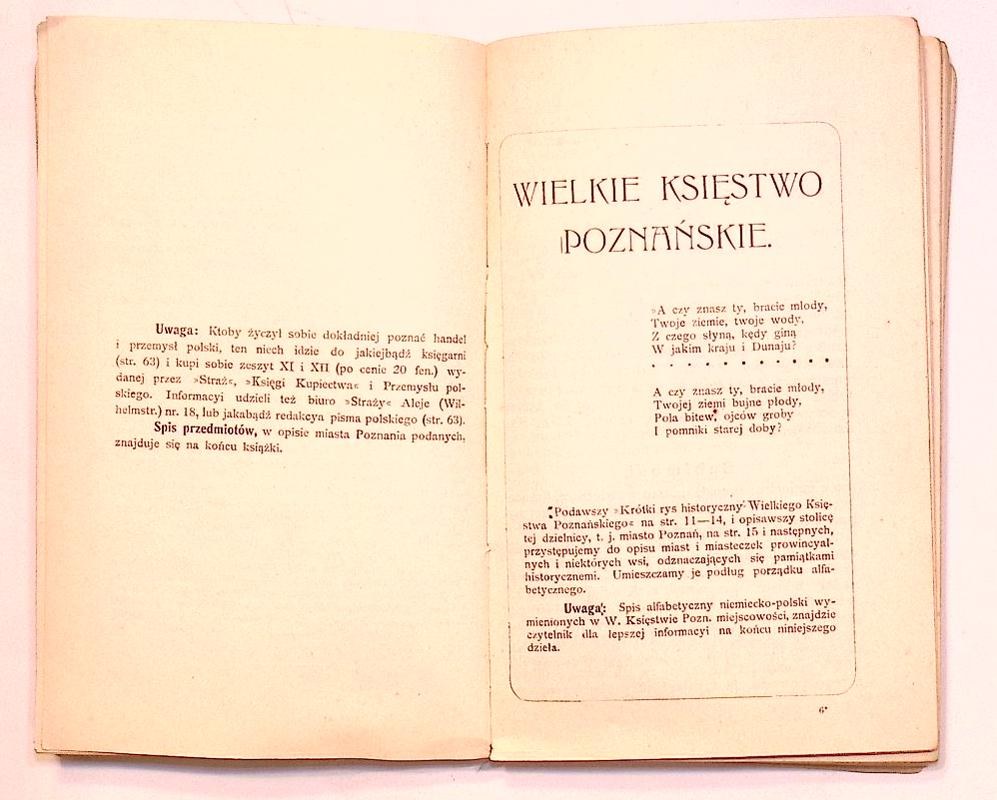 Uwaga: Ktoby życzył sobie dokładniej poznać handel
i przemysł polski, ten niech idzie do jakiejbądź księgarni
(str. 63) i kupi sobie zeszyt XI i XII (po cenie 20 fen.) wy-
danej przez »Straż«, »Księgi Kupiectwa« i Przemysłu pol-
skiego. Informacyi udzieli też biuro »Straży« Aleje (Wil-
helmstr.) nr. 18, lub jakabądź redakcya pisma polskiego (str. 63).
Spis przedmiotów, w opisie miasta Poznania podanych,
znajduje się na końcu książki.
WIELKIE KSIĘSTWO
POZNAŃSKIE.
»A czy znasz ty, bracie młody,
Twoje ziemie, twoje wody,
Z czego słyną, kędy giną
W jakim kraju i Dunaju?
. . . . . . . . . . .
A czy znasz ty, bracie młody,
Twojej ziemi bujne płody,
Pola bitew, ojców groby
I pomniki starej doby?
Podawszy »Krótki rys historyczny Wielkiego Księ-
stwa Poznańskiego« na str. 11—14, i opisawszy stolicę
tej dzielnicy, t. j. miasto Poznań, na str. 15 i następnych,
przystępujemy do opisu miast i miasteczek prowincyal-
nych i niektórych wsi, odznaczających się pamiątkami
historycznemi. Umieszczamy je podług porządku alfa-
betycznego.
Uwaga: Spis alfabetyczny niemiecko-polski wy-
mienionych w W. Księstwie Pozn. miejscowości, znajdzie
czytelnik dla lepszej informacyi na końcu niniejszego
dzieła.
6*